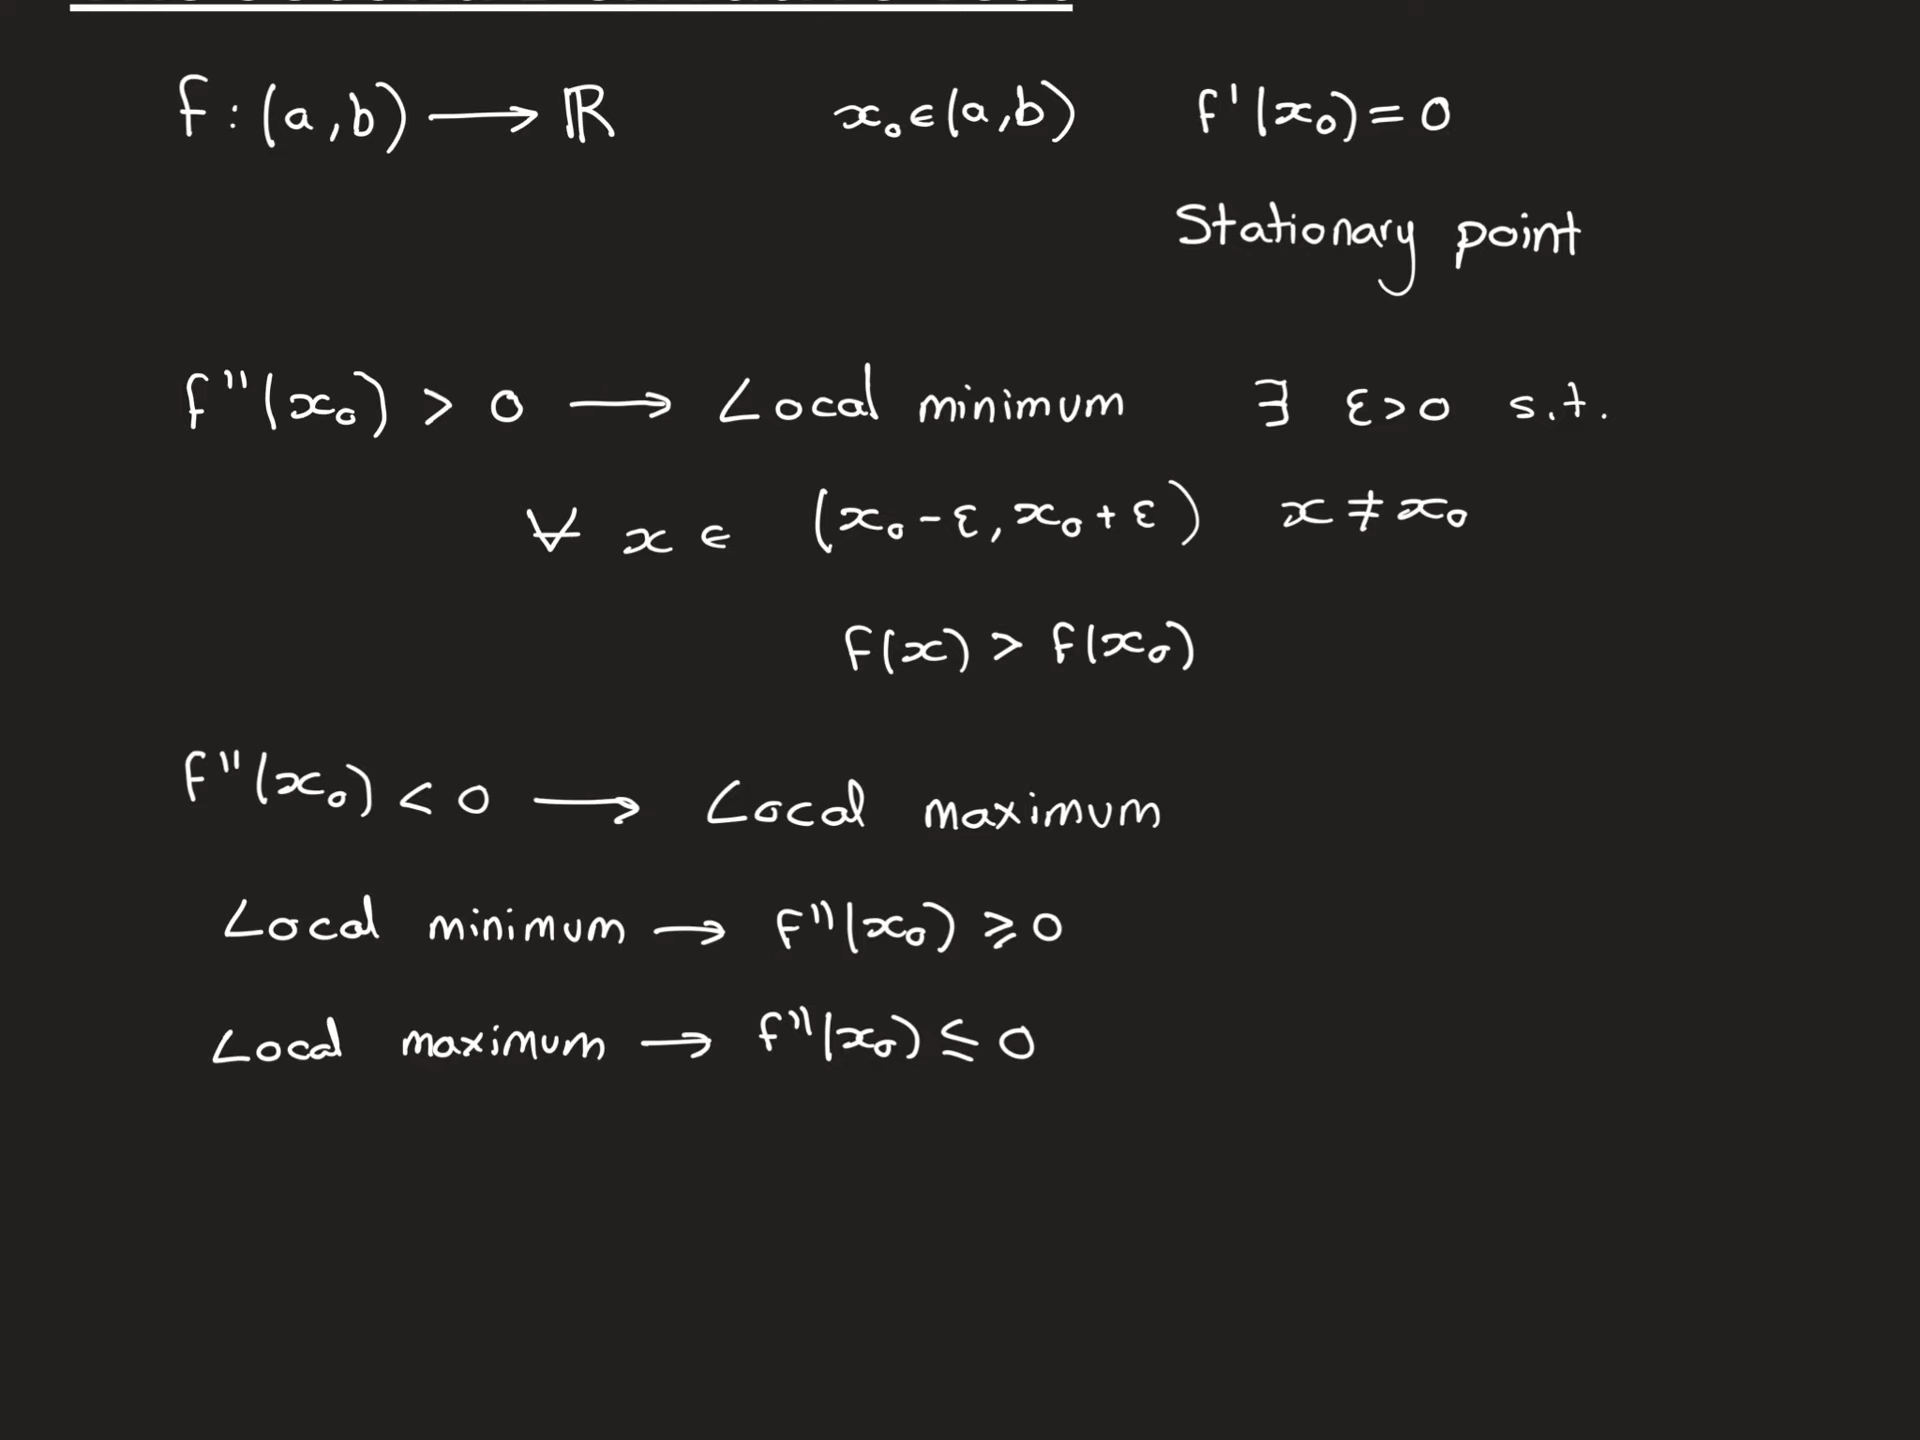 f : (a,b) ⟶ ℝ x₀ ∈ (a,b) f'(x₀) = 0
Stationary point
f''(x₀) > 0 ⟶ Local minimum ∃ ε > 0 s.t.
∀ x ∈ (x₀ - ε, x₀ + ε) x ≠ x₀
f(x) > f(x₀)
f''(x₀) < 0 ⟶ Local maximum
Local minimum → f''(x₀) ⩾ 0
Local maximum → f''(x₀) ⩽ 0